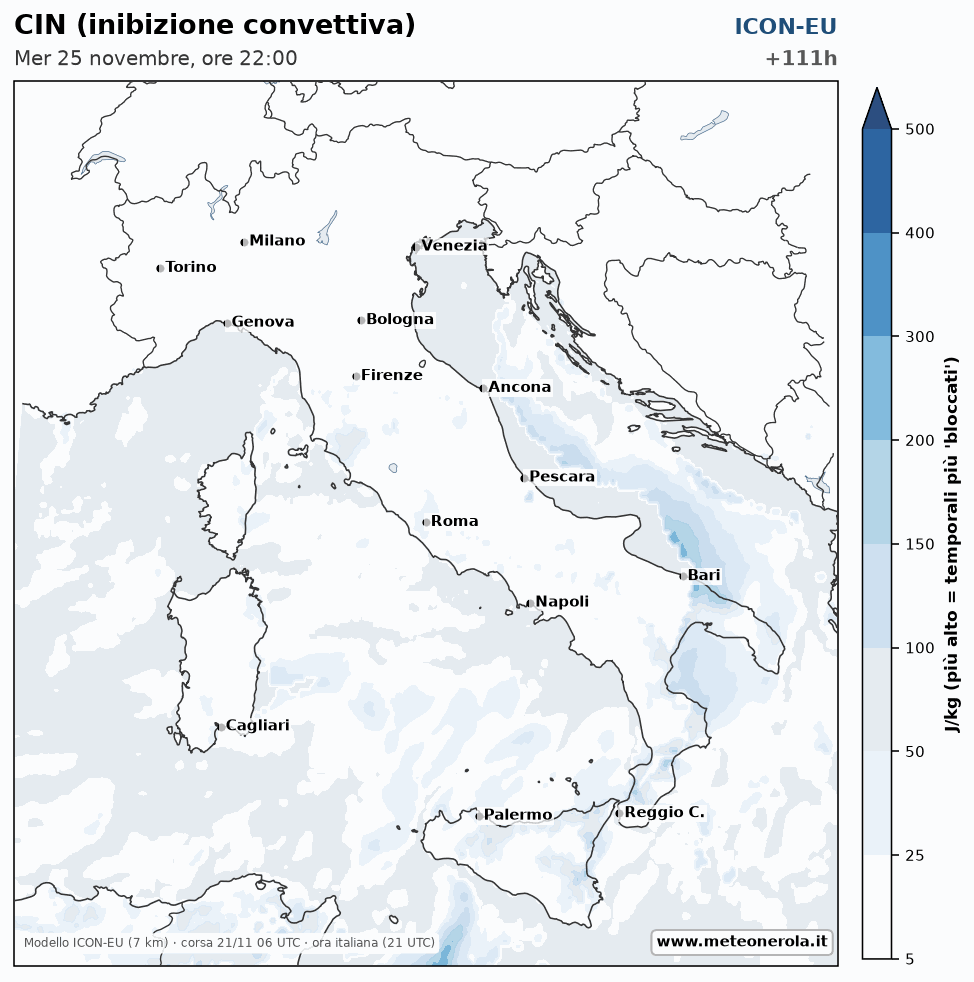 CIN (inibizione convettiva)
ICON-EU
Mer 25 novembre, ore 22:00
+111h
Milano
Venezia
Torino
Genova
Bologna
Firenze
Ancona
Pescara
Roma
Bari
Napoli
Cagliari
Palermo
Reggio C.
500
400
300
200
150
100
50
25
5
J/kg (più alto = temporali più 'bloccati')
Modello ICON-EU (7 km) · corsa 21/11 06 UTC · ora italiana (21 UTC)
www.meteonerola.it